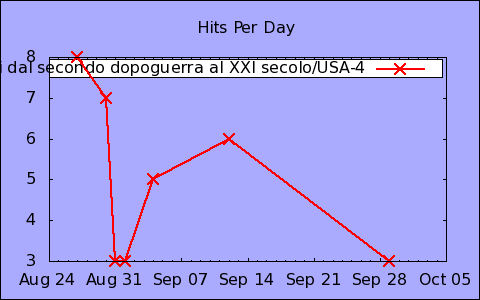 Hits Per Day
8
dal secondo dopoguerra al XXI secolo/USA-4
7
6
5
4
3
Aug 24 Aug 31 Sep 07 Sep 14 Sep 21 Sep 28 Oct 05